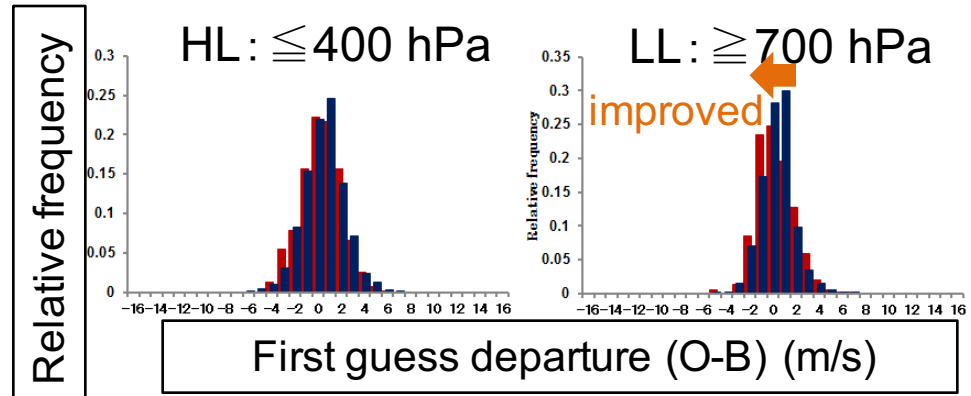 HL: ≦400 hPa
LL: ≧700 hPa
improved
Relative frequency
0.3
0.25
0.2
0.15
0.1
0.05
0
-16-14-12-10 -8 -6 -4 -2 0 2 4 6 8 10 12 14 16
Relative frequency
0.35
0.3
0.25
0.2
0.15
0.1
0.05
0
-16-14-12-10 -8 -6 -4 -2 0 2 4 6 8 10 12 14 16
First guess departure (O-B) (m/s)